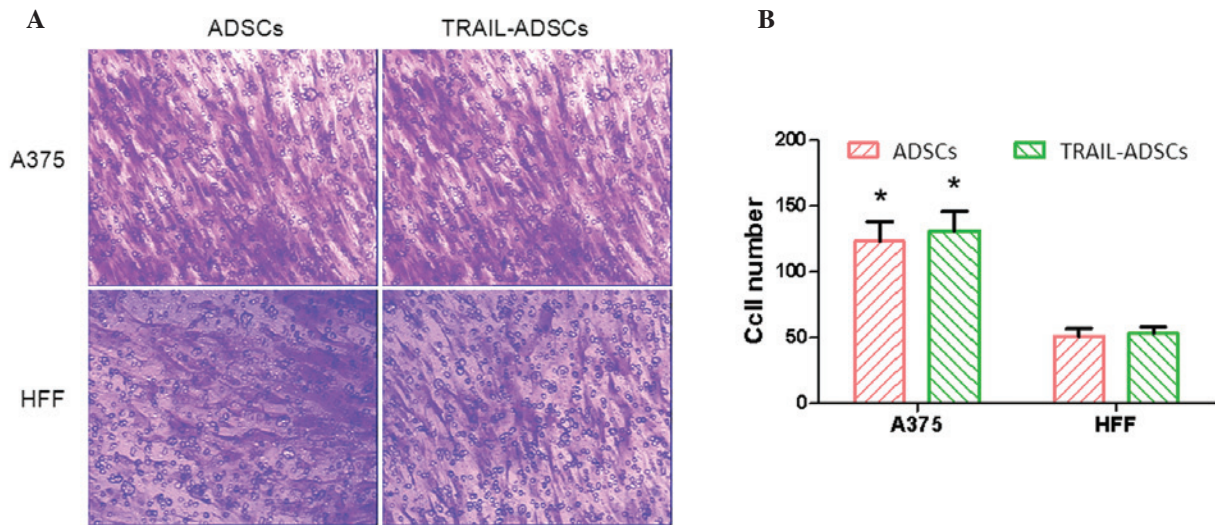 A
ADSCs TRAIL-ADSCs
A375
HFF
B
200
150
100
50
0
Cell number
ADSCs TRAIL-ADSCs
* *
A375 HFF